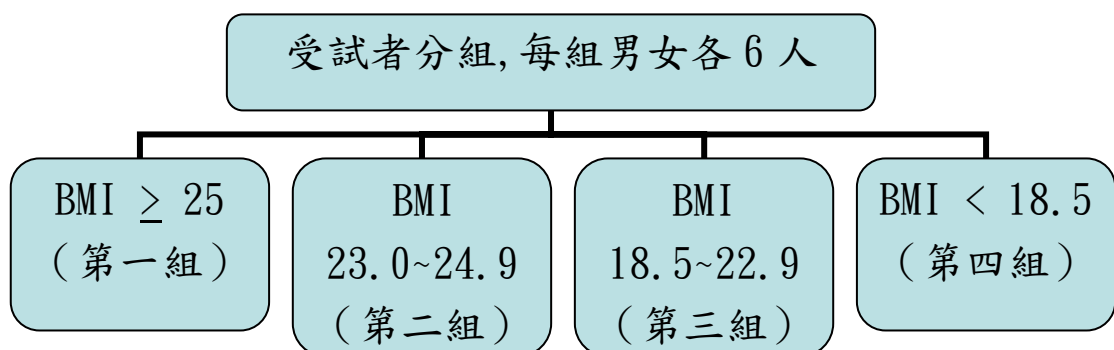 受試者分組,每組男女各 6 人
BMI ≥ 25
(第一組)
BMI
23.0~24.9
(第二組)
BMI
18.5~22.9
(第三組)
BMI < 18.5
(第四組)